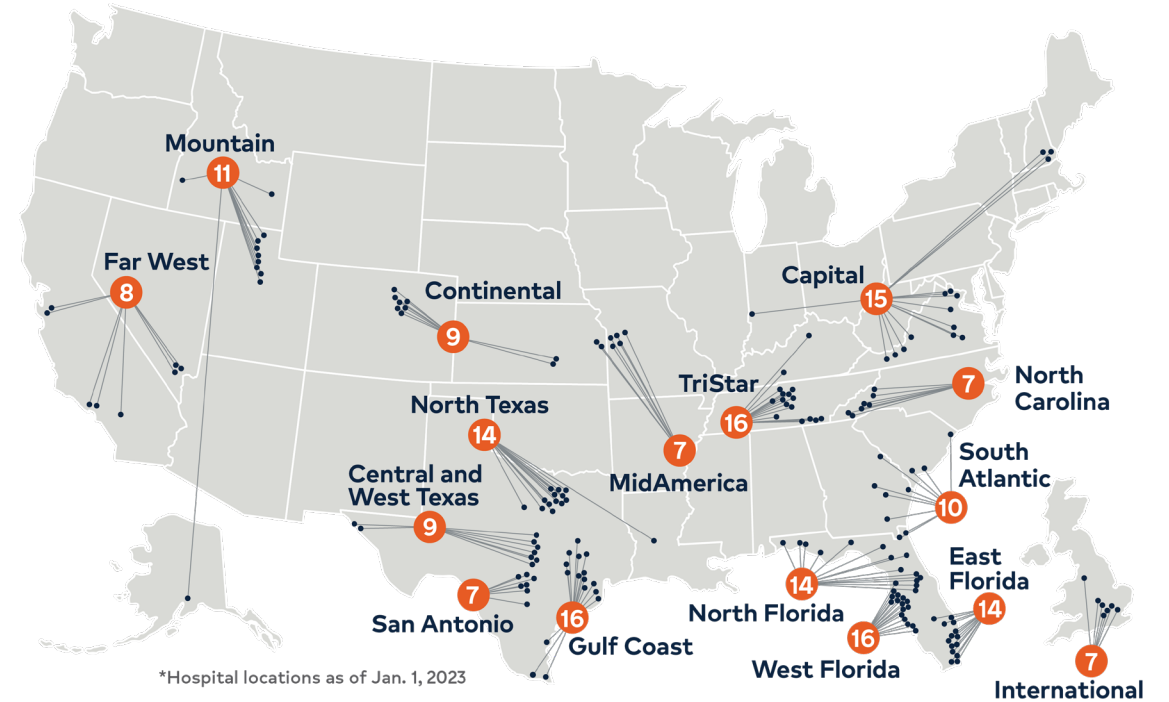 Mountain
11
Far West
8
Continental
9
Capital
15
TriStar
16
North
Carolina
7
North Texas
14
MidAmerica
7
South
Atlantic
10
Central and
West Texas
9
San Antonio
7
Gulf Coast
16
North Florida
14
East
Florida
14
West Florida
16
International
7
*Hospital locations as of Jan. 1, 2023